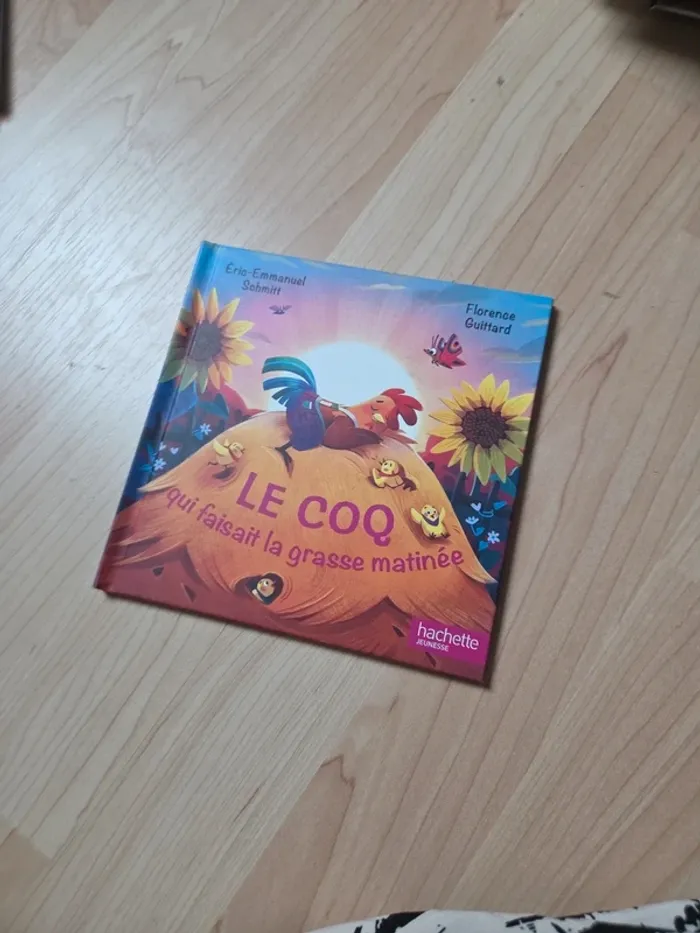 Éric-Emmanuel
Schmitt
Florence
Guittard
LE COQ
qui faisait la grasse matinée
hachette
JEUNESSE